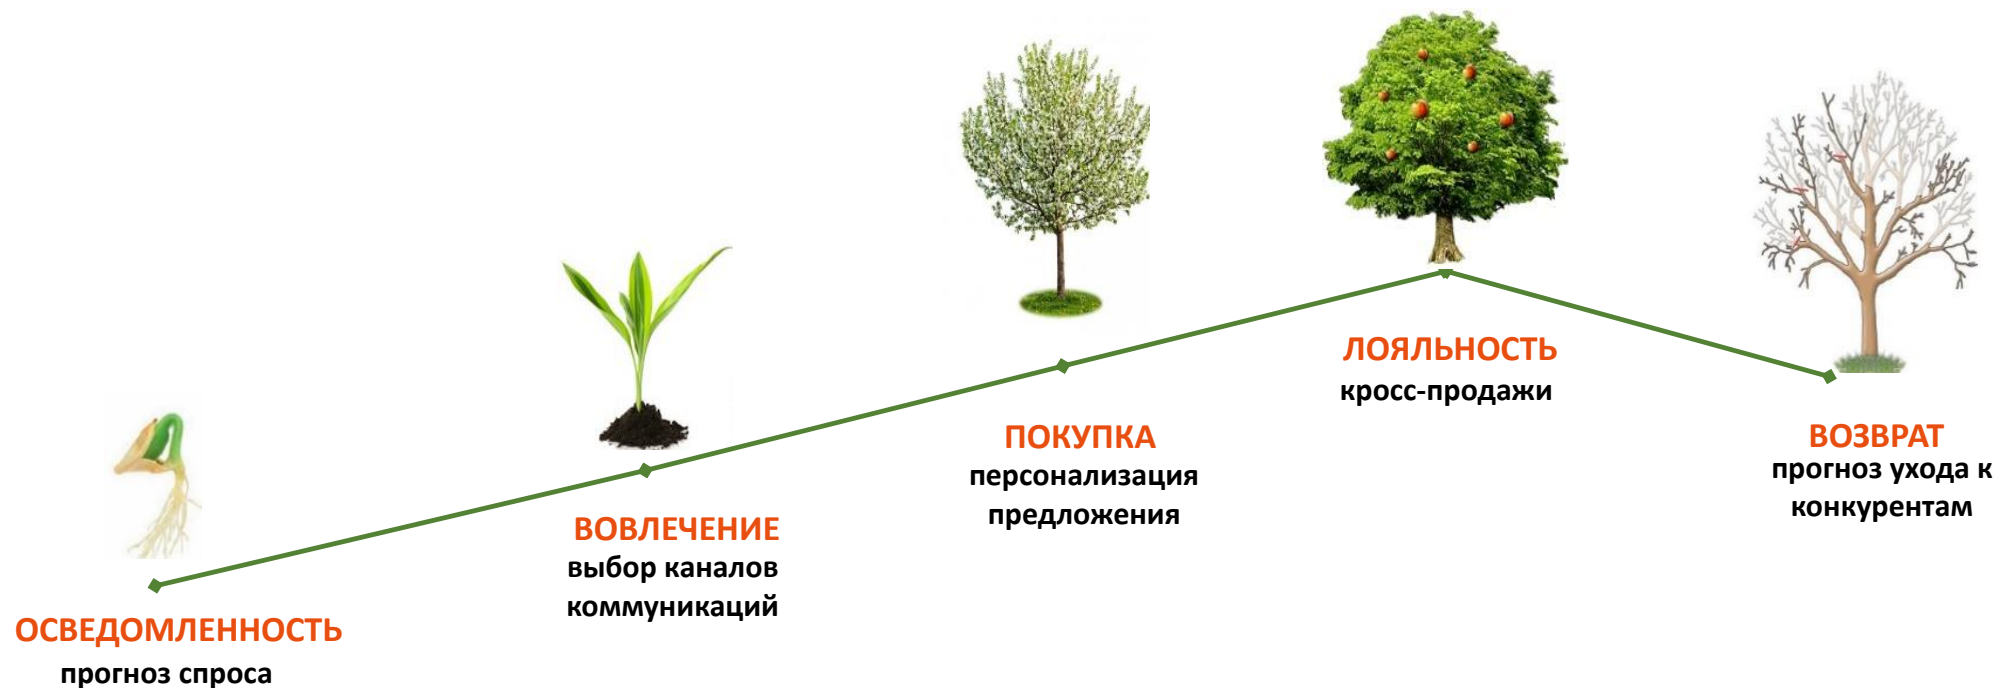 ОСВЕДОМЛЕННОСТЬ
прогноз спроса
ВОВЛЕЧЕНИЕ
выбор каналов
коммуникаций
ПОКУПКА
персонализация
предложения
ЛОЯЛЬНОСТЬ
кросс-продажи
ВОЗВРАТ
прогноз ухода к
конкурентам